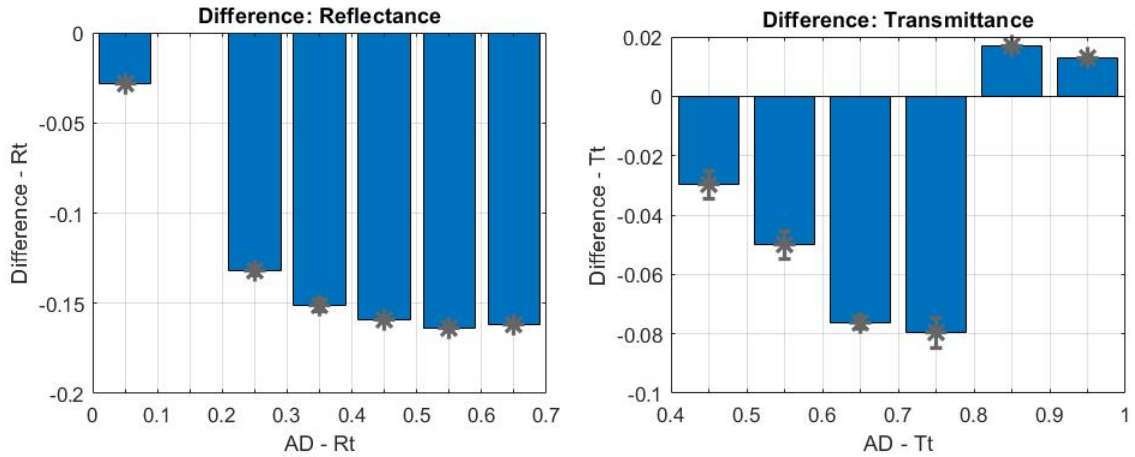 Difference: Reflectance
0
-0.05
-0.1
-0.15
-0.2
Difference - Rt
0 0.1 0.2 0.3 0.4 0.5 0.6 0.7
AD - Rt
Difference: Transmittance
0.02
0
-0.02
-0.04
-0.06
-0.08
-0.1
Difference - Tt
0.4 0.5 0.6 0.7 0.8 0.9 1
AD - Tt